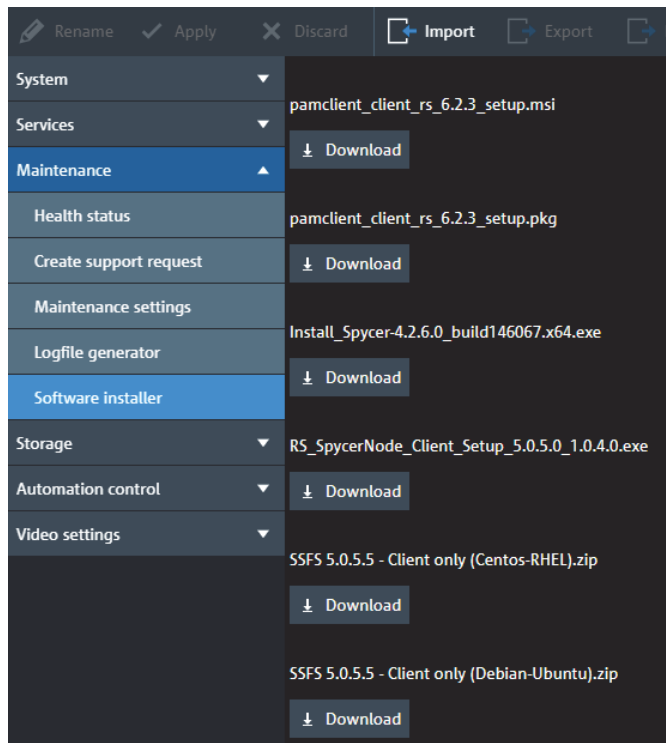 Rename
Apply
Discard
Import
Export
System
Services
Maintenance
Health status
Create support request
Maintenance settings
Logfile generator
Software installer
Storage
Automation control
Video settings
pamclient_client_rs_6.2.3_setup.msi
Download
pamclient_client_rs_6.2.3_setup.pkg
Download
Install_Spycer-4.2.6.0_build146067.x64.exe
Download
RS_SpycerNode_Client_Setup_5.0.5.0_1.0.4.0.exe
Download
SSFS 5.0.5.5 - Client only (Centos-RHEL).zip
Download
SSFS 5.0.5.5 - Client only (Debian-Ubuntu).zip
Download